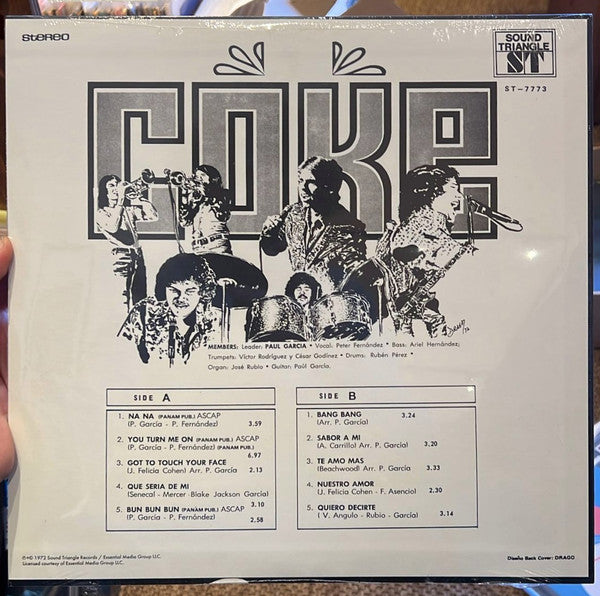 stereo
SOUND
TRIANGLE
ST
ST-7773
COKE
Drago/72
MEMBERS: Leader: PAUL GARCIA • Vocal: Peter Fernández • Bass: Ariel Hernández;
Trumpets: Víctor Rodríguez y César Godínez • Drums: Rubén Pérez •
Organ: José Rubio • Guitar: Paúl García.
SIDE A
1. NA NA (PANAM PUB.) ASCAP
(P. García - P. Fernández) 3.59
2. YOU TURN ME ON (PANAM PUB.) ASCAP
(P. García - P. Fernández) (PANAM PUB.)
6.97
3. GOT TO TOUCH YOUR FACE
(J. Felicia Cohen) Arr. P. García 2.13
4. QUE SERIA DE MI
(Senecal - Mercer Blake Jackson García)
3.10
5. BUN BUN BUN (PANAM PUB.) ASCAP
(P. García - P. Fernández) 2,58
SIDE B
1. BANG BANG 3.24
(Arr. P. García)
2. SABOR A MI
(A. Carrillo) Arr. P. García 3.20
3. TE AMO MAS
(Beachwood) Arr. P. García 3.33
4. NUESTRO AMOR
(J. Felicia Cohen - F. Asencio) 2.30
5. QUIERO DECIRTE
( V. Angulo - Rubio - García) 3.14
℗©1972 Sound Triangle Records / Essential Media Group LLC.
Licensed courtesy of Essential Media Group LLC.
Diseño Back Cover: DRAGO